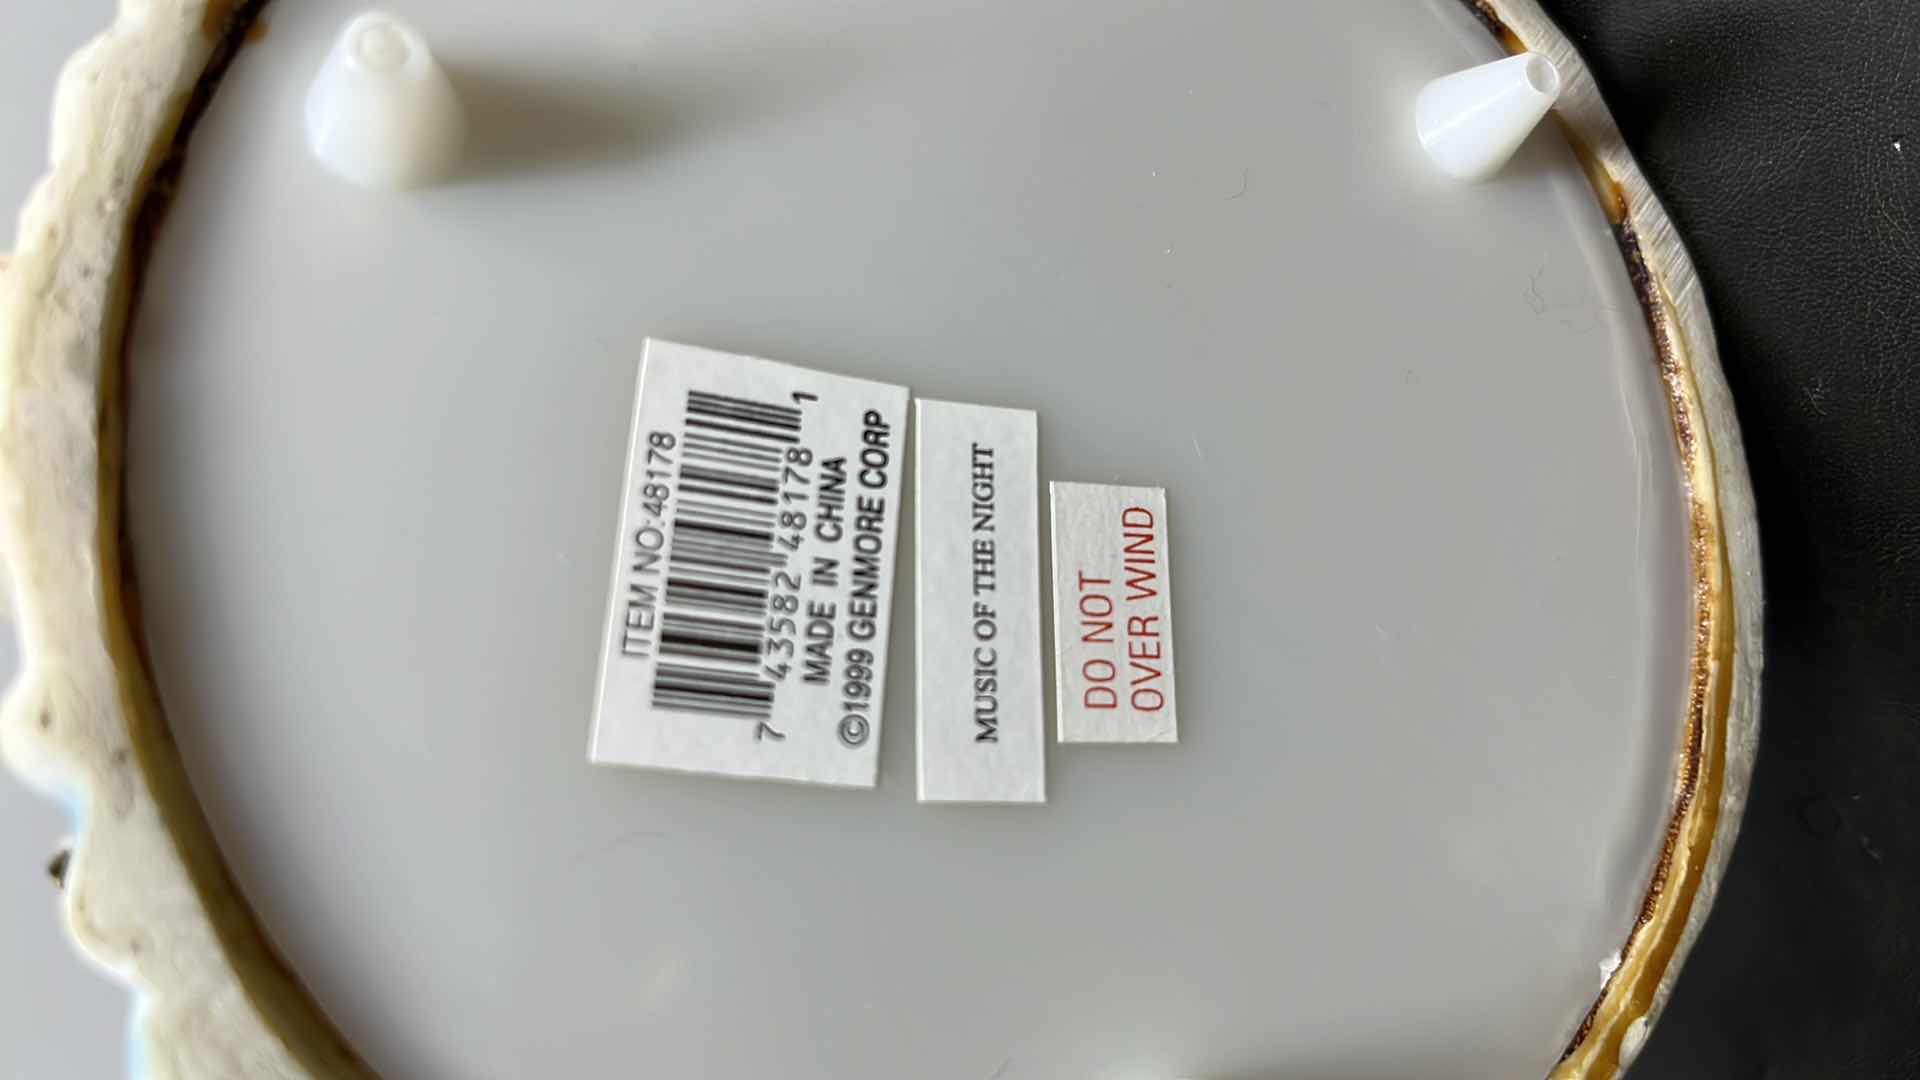 ITEM NO:48178
7 43582 48178 1
MADE IN CHINA
©1999 GENMORE CORP
MUSIC OF THE NIGHT
DO NOT
OVER WIND